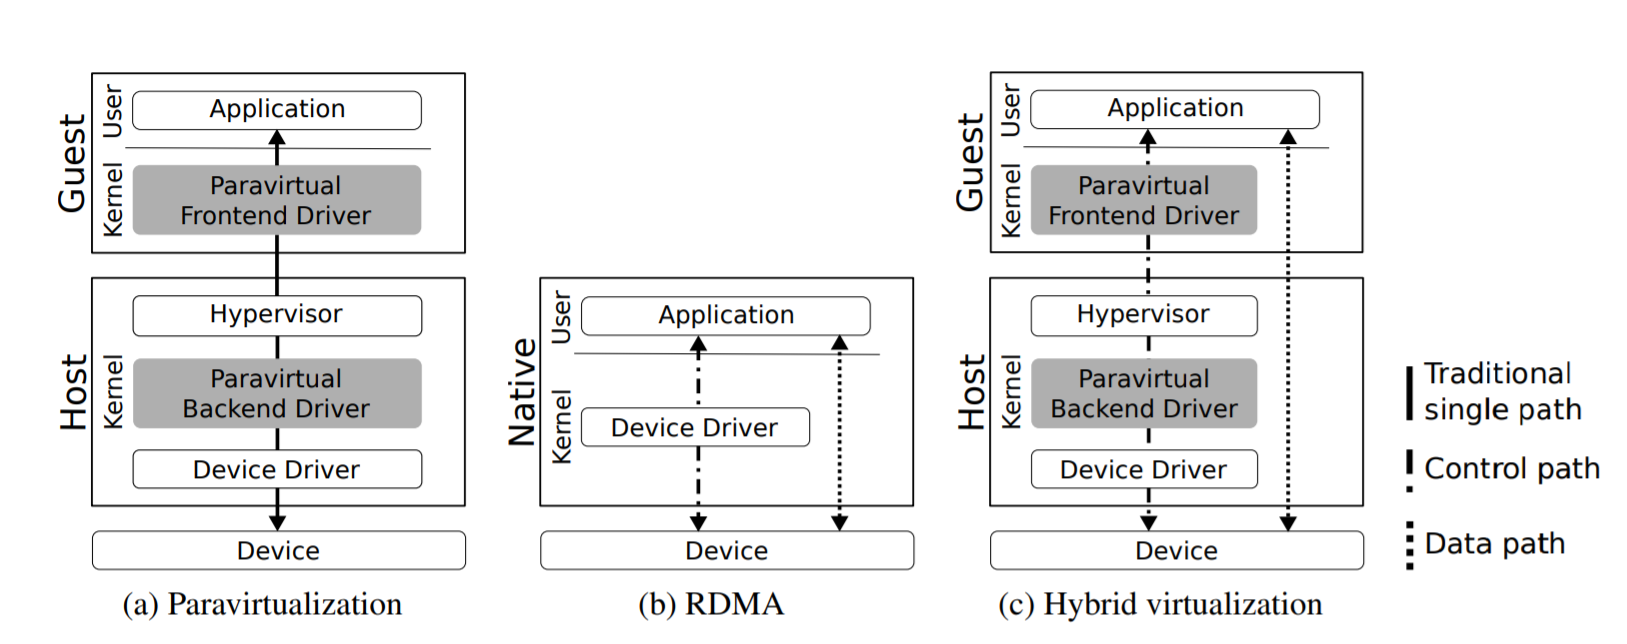 Guest
User
Application
Kernel
Paravirtual
Frontend Driver
Host
Kernel
Hypervisor
Paravirtual
Backend Driver
Device Driver
Device
(a) Paravirtualization
Native
User
Application
Kernel
Device Driver
Device
(b) RDMA
Guest
User
Application
Kernel
Paravirtual
Frontend Driver
Host
Kernel
Hypervisor
Paravirtual
Backend Driver
Device Driver
Device
(c) Hybrid virtualization
Traditional
single path
Control path
Data path